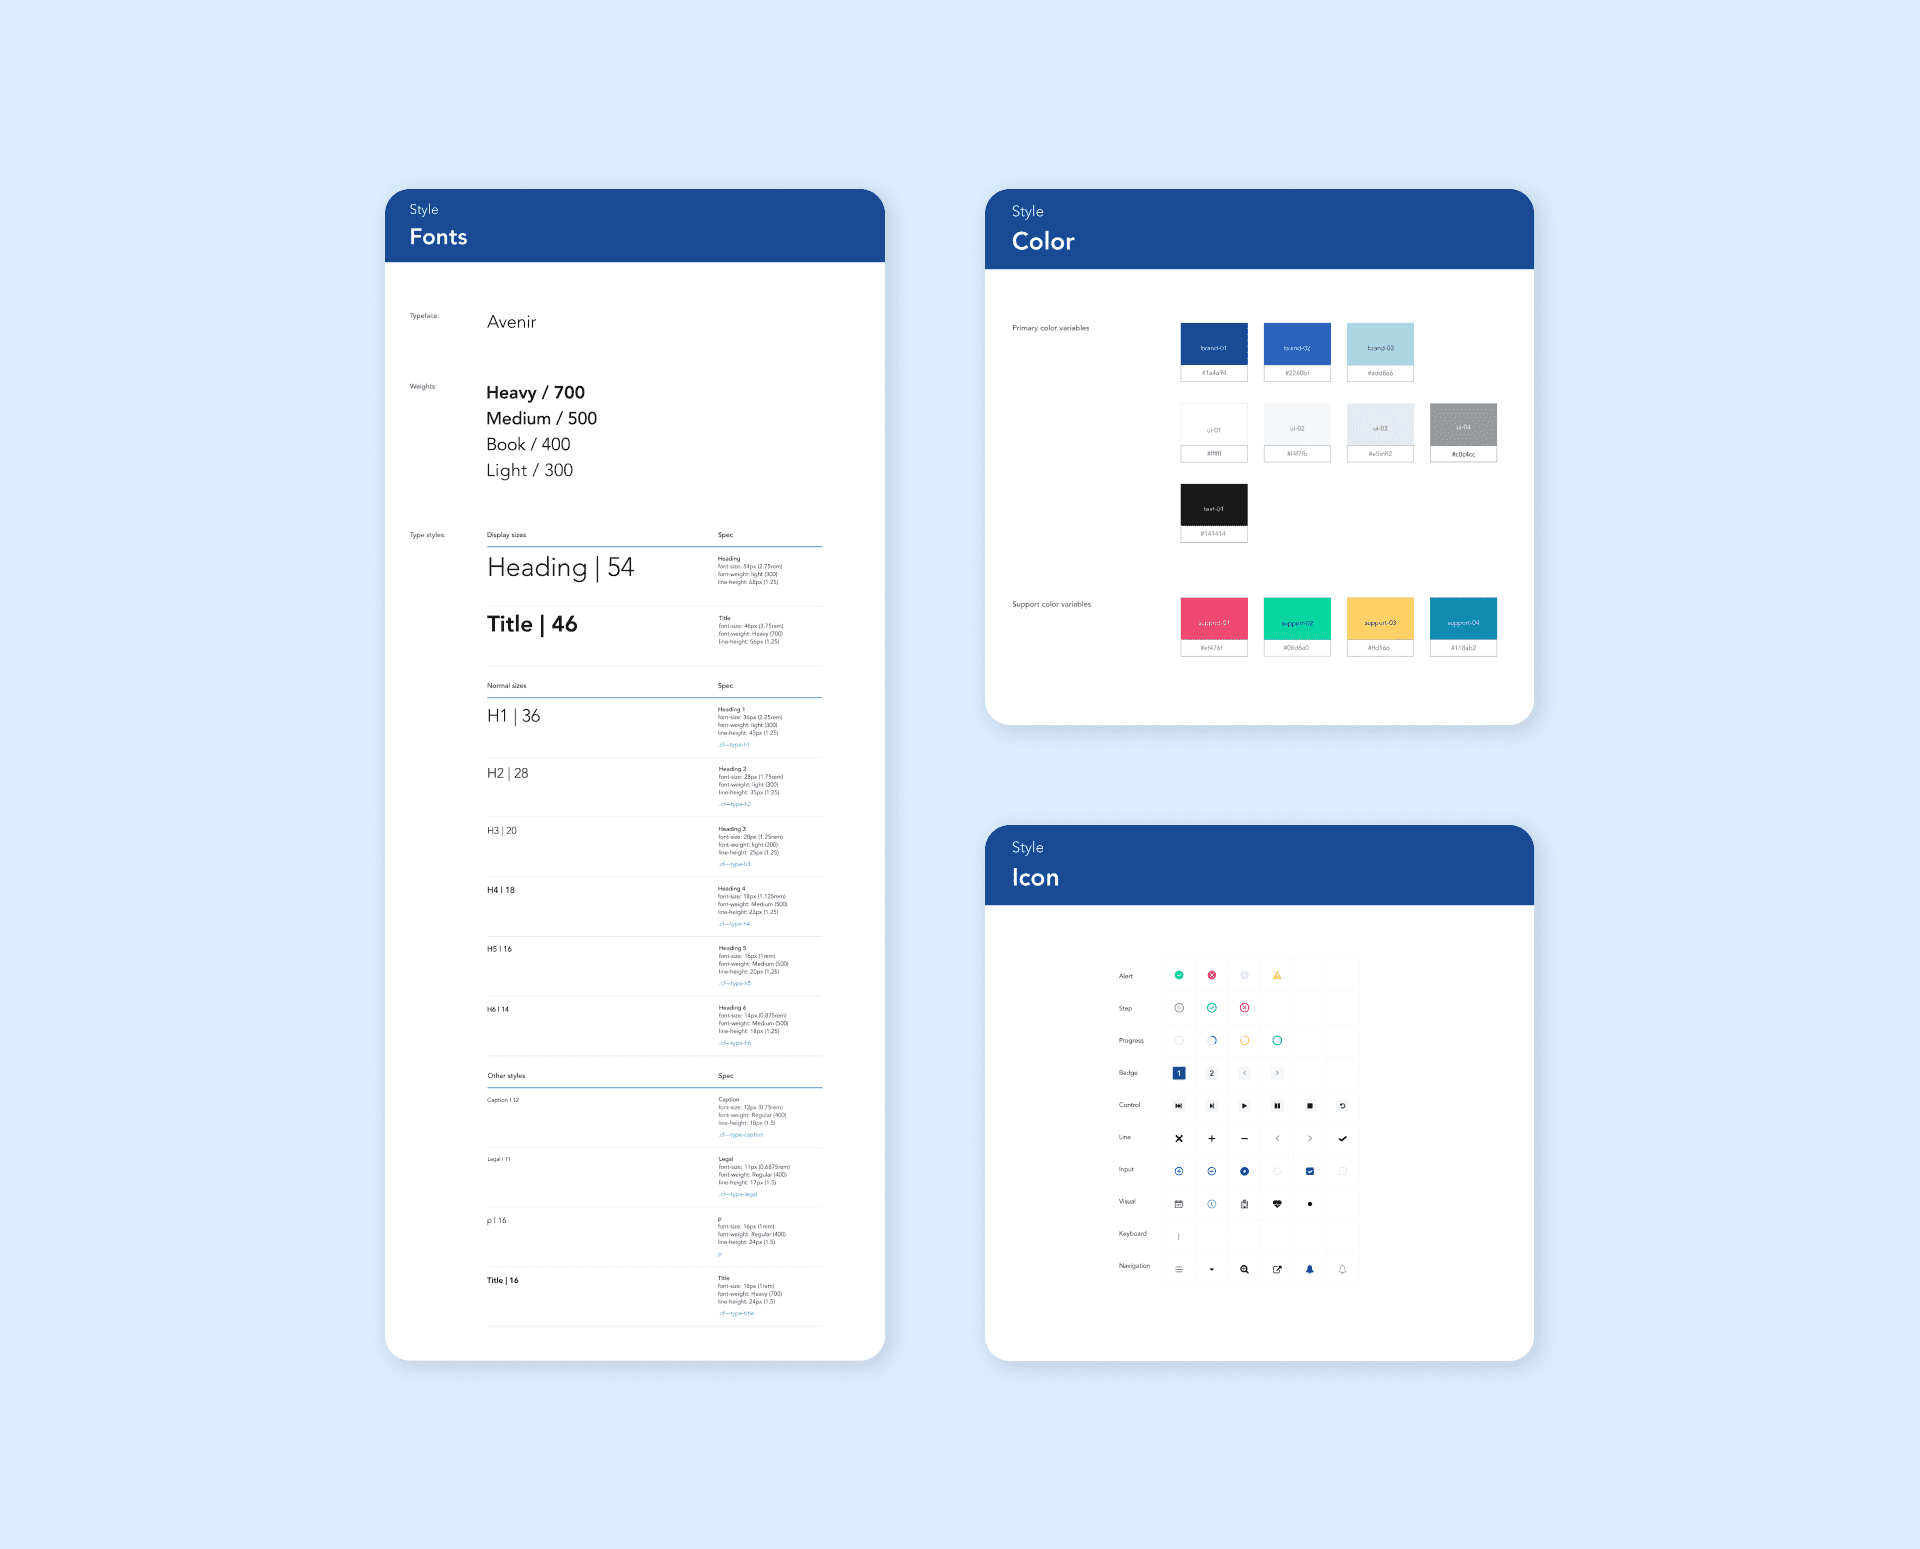 Style
Fonts
Typeface:
Avenir
Weights:
Heavy / 700
Medium / 500
Book / 400
Light / 300
Type styles:
Display sizes Spec
Heading | 54
Heading
font-size: 54px (2.75rem)
font-weight: light (300)
line-height: 68px (1.25)
Title | 46
Title
font-size: 46px (3.75rem)
font-weight: Heavy (700)
line-height: 56px (1.25)
Normal sizes Spec
H1 | 36
Heading 1
font-size: 36px (2.25rem)
font-weight: light (300)
line-height: 45px (1.25)
.cf--type-h1
H2 | 28
Heading 2
font-size: 28px (1.75rem)
font-weight: light (300)
line-height: 35px (1.25)
.cf--type-h2
H3 | 20
Heading 3
font-size: 20px (1.25rem)
font-weight: light (300)
line-height: 25px (1.25)
.cf--type-h3
H4 | 18
Heading 4
font-size: 18px (1.125rem)
font-weight: Medium (500)
line-height: 23px (1.25)
.cf--type-h4
H5 | 16
Heading 5
font-size: 16px (1rem)
font-weight: Medium (500)
line-height: 20px (1.25)
.cf--type-h5
H6 | 14
Heading 6
font-size: 14px (0.875rem)
font-weight: Medium (500)
line-height: 18px (1.25)
.cf--type-h6
Other styles Spec
Caption | 12
Caption
font-size: 12px (0.75rem)
font-weight: Regular (400)
line-height: 18px (1.5)
.cf--type-caption
Legal | 11
Legal
font-size: 11px (0.6875rem)
font-weight: Regular (400)
line-height: 17px (1.5)
.cf--type-legal
p | 16
p
font-size: 16px (1rem)
font-weight: Regular (400)
line-height: 24px (1.5)
p
Title | 16
Title
font-size: 16px (1rem)
font-weight: Heavy (700)
line-height: 24px (1.5)
.cf--type-title
Style
Color
Primary color variables
brand-01 brand-02 brand-03
#1a4a94 #2260bf #add8e6
ui-01 ui-02 ui-03 ui-04
#ffffff #f4f7fb #e5e9f2 #c0c4cc
text-01
#141414
Support color variables
support-01 support-02 support-03 support-04
#ef476f #06d6a0 #ffd166 #118ab2
Style
Icon
Alert
Step
Progress
Badge 1 2
Control
Line
Input
Visual
Keyboard
Navigation